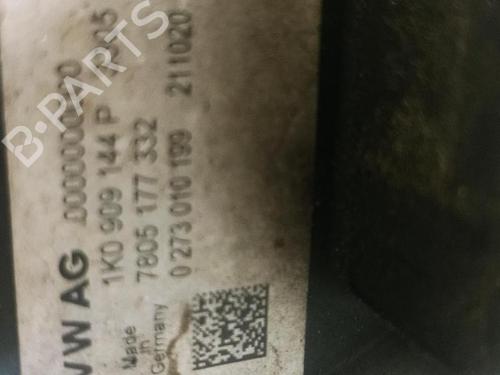 VW AG
1K0 909 144 P
7805 177 332
0 273 010 199 211020
Made
in
Germany
B-PARTS